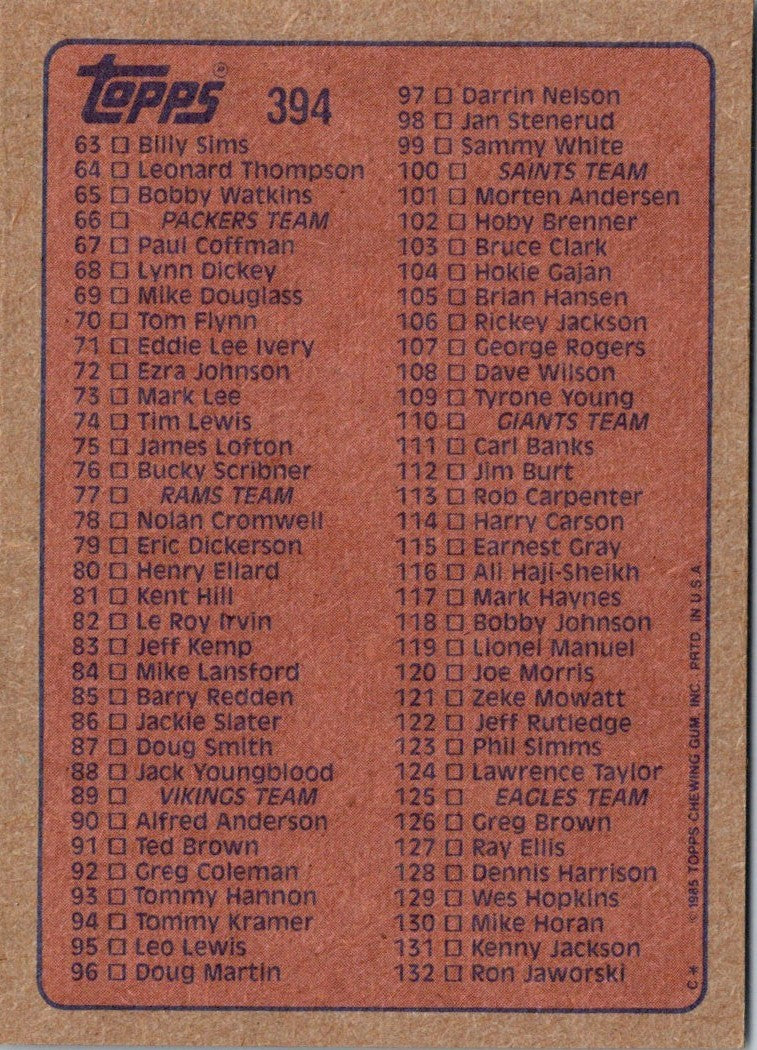 Topps® 394
63 □ Billy Sims
64 □ Leonard Thompson
65 □ Bobby Watkins
66 □ PACKERS TEAM
67 □ Paul Coffman
68 □ Lynn Dickey
69 □ Mike Douglass
70 □ Tom Flynn
71 □ Eddie Lee Ivery
72 □ Ezra Johnson
73 □ Mark Lee
74 □ Tim Lewis
75 □ James Lofton
76 □ Bucky Scribner
77 □ RAMS TEAM
78 □ Nolan Cromwell
79 □ Eric Dickerson
80 □ Henry Ellard
81 □ Kent Hill
82 □ Le Roy Irvin
83 □ Jeff Kemp
84 □ Mike Lansford
85 □ Barry Redden
86 □ Jackie Slater
87 □ Doug Smith
88 □ Jack Youngblood
89 □ VIKINGS TEAM
90 □ Alfred Anderson
91 □ Ted Brown
92 □ Greg Coleman
93 □ Tommy Hannon
94 □ Tommy Kramer
95 □ Leo Lewis
96 □ Doug Martin
97 □ Darrin Nelson
98 □ Jan Stenerud
99 □ Sammy White
100 □ SAINTS TEAM
101 □ Morten Andersen
102 □ Hoby Brenner
103 □ Bruce Clark
104 □ Hokie Gajan
105 □ Brian Hansen
106 □ Rickey Jackson
107 □ George Rogers
108 □ Dave Wilson
109 □ Tyrone Young
110 □ GIANTS TEAM
111 □ Carl Banks
112 □ Jim Burt
113 □ Rob Carpenter
114 □ Harry Carson
115 □ Earnest Gray
116 □ Ali Haji-Sheikh
117 □ Mark Haynes
118 □ Bobby Johnson
119 □ Lionel Manuel
120 □ Joe Morris
121 □ Zeke Mowatt
122 □ Jeff Rutledge
123 □ Phil Simms
124 □ Lawrence Taylor
125 □ EAGLES TEAM
126 □ Greg Brown
127 □ Ray Ellis
128 □ Dennis Harrison
129 □ Wes Hopkins
130 □ Mike Horan
131 □ Kenny Jackson
132 □ Ron Jaworski
C* © 1985 TOPPS CHEWING GUM, INC. PRTD. IN U.S.A.